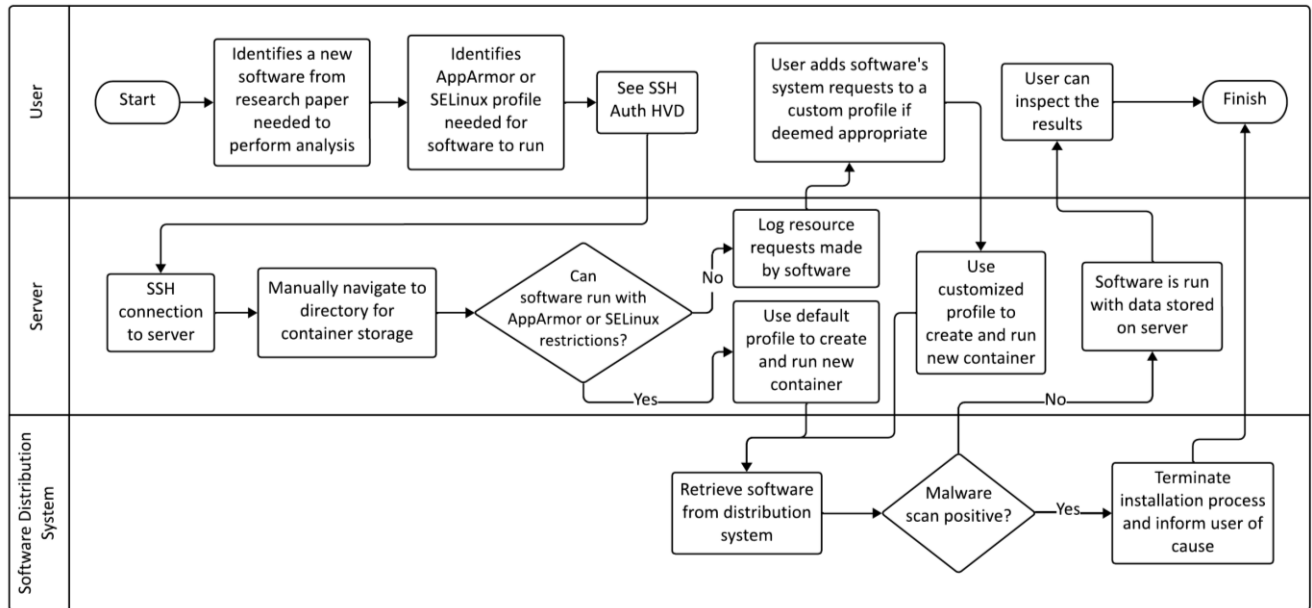 User
Start
Identifies a new
software from
research paper
needed to
perform analysis
Identifies
AppArmor or
SELinux profile
needed for
software to run
See SSH
Auth HVD
User adds software's
system requests to a
custom profile if
deemed appropriate
User can
inspect the
results
Finish
Server
SSH
connection
to server
Manually navigate to
directory for
container storage
Can
software run with
AppArmor or SELinux
restrictions?
No
Log resource
requests made
by software
Yes
Use default
profile to create
and run new
container
Use
customized
profile to
create and run
new container
Software is run
with data stored
on server
No
Software Distribution
System
Retrieve software
from distribution
system
Malware
scan positive?
Yes
Terminate
installation process
and inform user of
cause